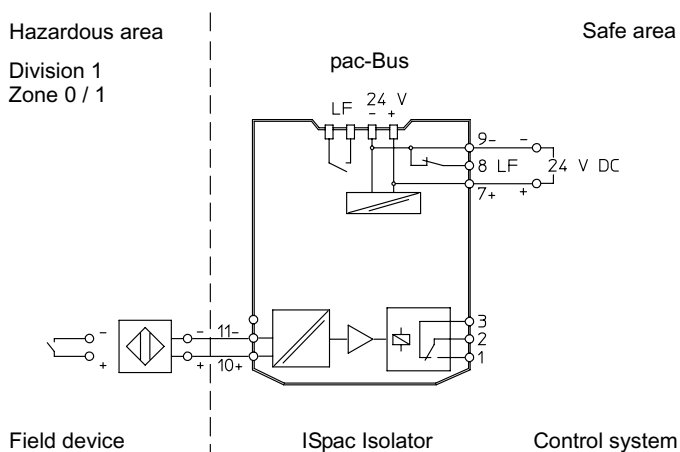 Hazardous area
Safe area
Division 1
Zone 0 / 1
pac-Bus
LF
24 V
- +
9- -
8 LF
24 V DC
7+ +
3
- - 11-
2
+ + 10+
1
Field device
ISpac Isolator
Control system